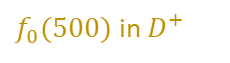 f₀(500) in D⁺